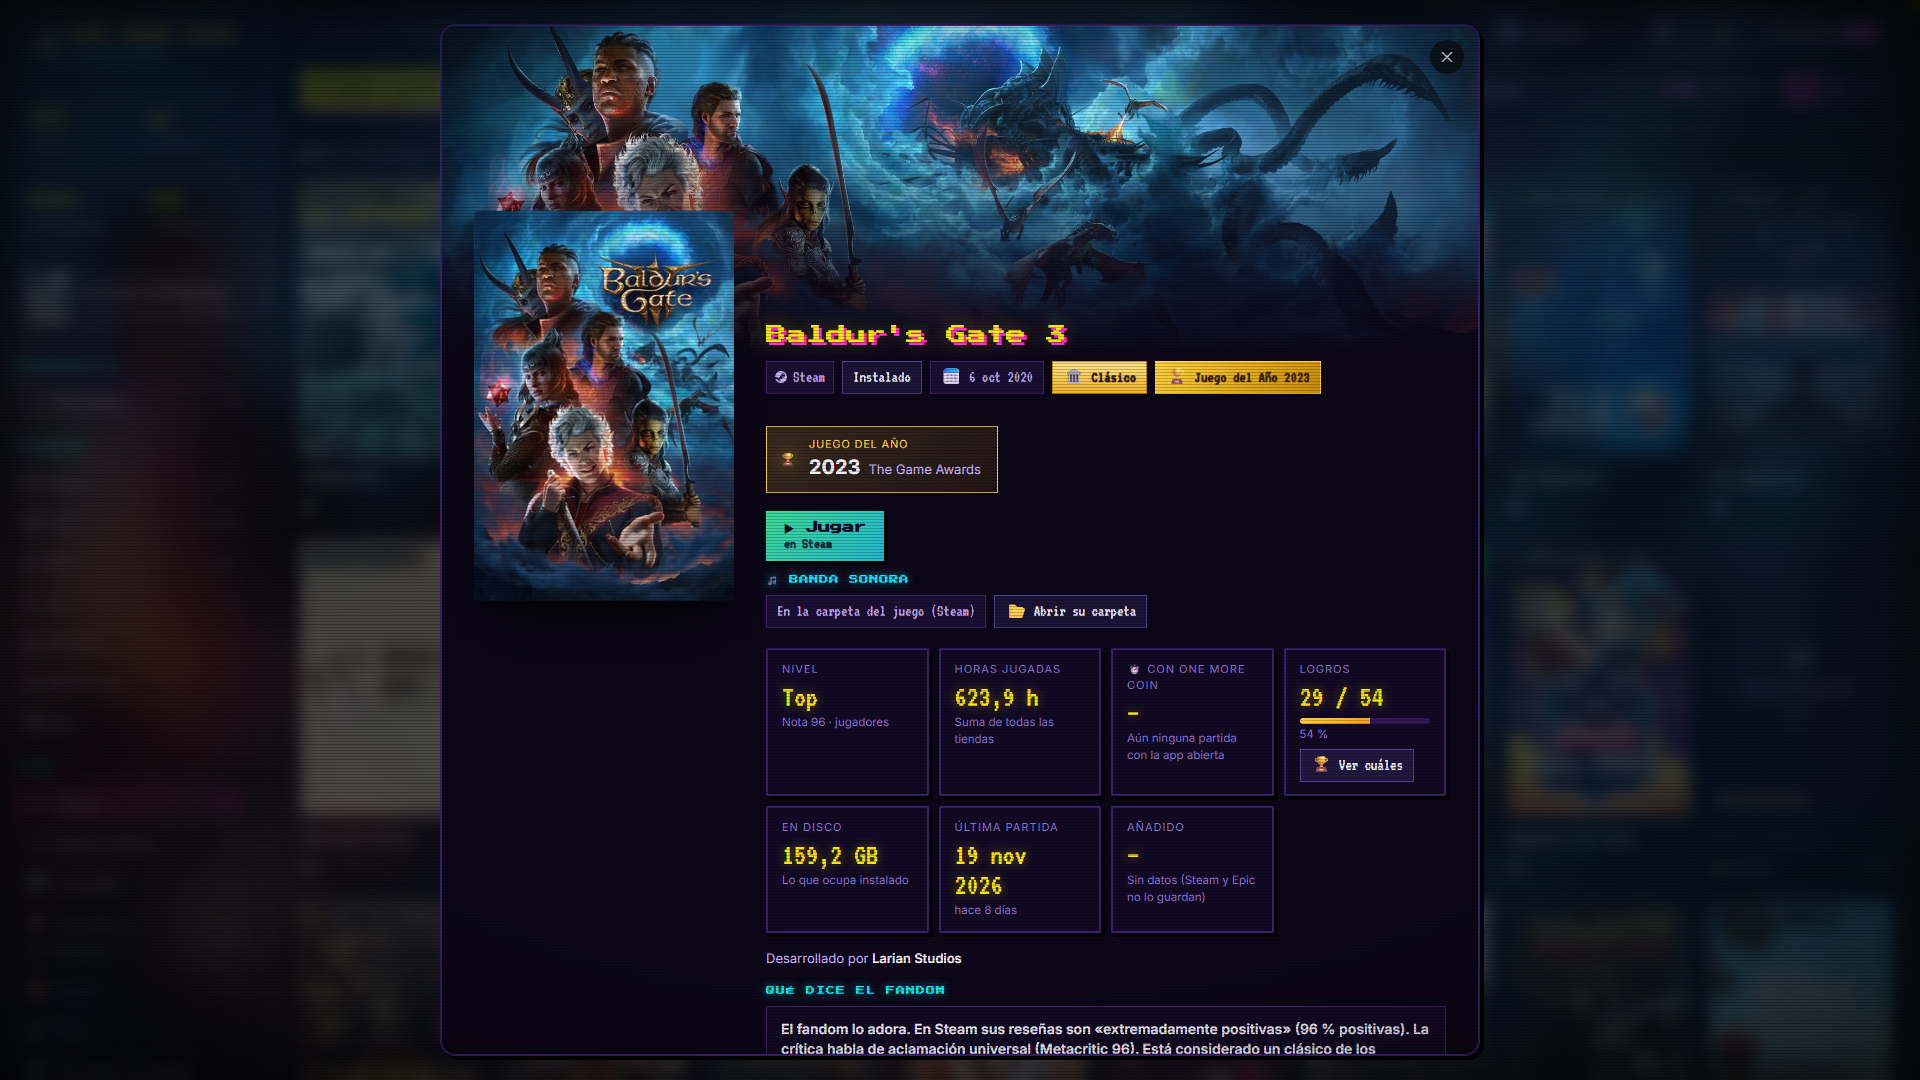 Baldur's Gate
Baldur's Gate 3
Steam
Instalado
6 oct 2020
Clásico
Juego del Año 2023
JUEGO DEL AÑO
2023 The Game Awards
Jugar
en Steam
BANDA SONORA
En la carpeta del juego (Steam)
Abrir su carpeta
NIVEL
Top
Nota 96 · jugadores
HORAS JUGADAS
623,9 h
Suma de todas las
tiendas
CON ONE MORE
COIN
–
Aún ninguna partida
con la app abierta
LOGROS
29 / 54
54 %
Ver cuáles
EN DISCO
159,2 GB
Lo que ocupa instalado
ÚLTIMA PARTIDA
19 nov
2026
hace 8 días
AÑADIDO
–
Sin datos (Steam y Epic
no lo guardan)
Desarrollado por Larian Studios
QUé DICE EL FANDOM
El fandom lo adora. En Steam sus reseñas son «extremadamente positivas» (96 % positivas). La
crítica habla de aclamación universal (Metacritic 96). Está considerado un clásico de los